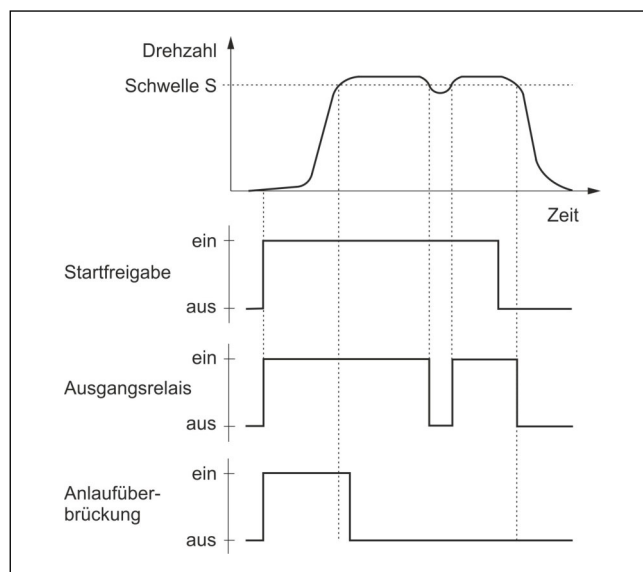 Drehzahl
Schwelle S
Zeit
ein
Startfreigabe
aus
ein
Ausgangsrelais
aus
ein
Anlaufüber-
brückung
aus